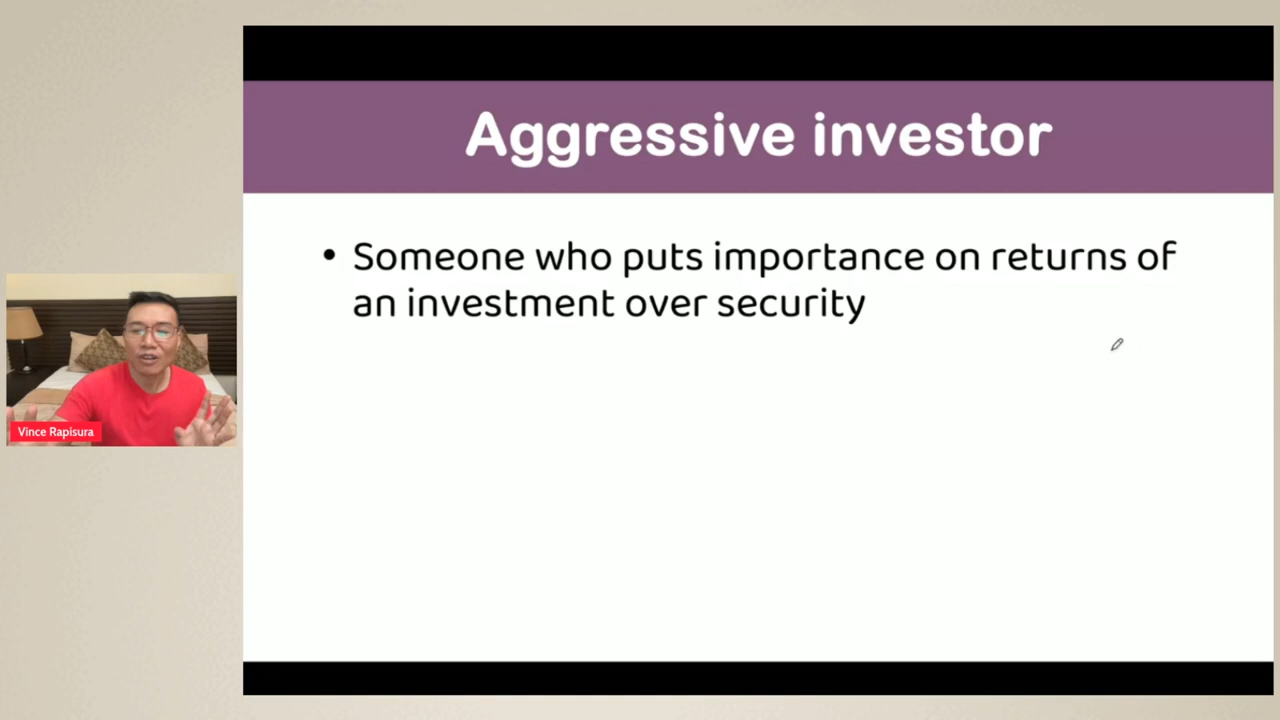 Aggressive investor
• Someone who puts importance on returns of
an investment over security
Vince Rapisura